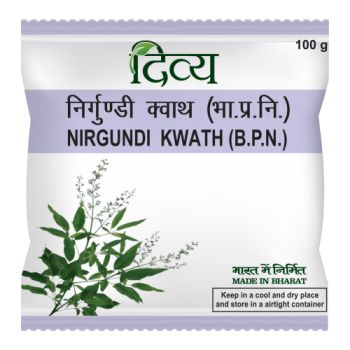 दिव्य
100 g
निर्गुण्डी क्वाथ (भा.प्र.नि.)
NIRGUNDI KWATH (B.P.N.)
भारत में निर्मित
MADE IN BHARAT
Keep in a cool and dry place
and store in a airtight container